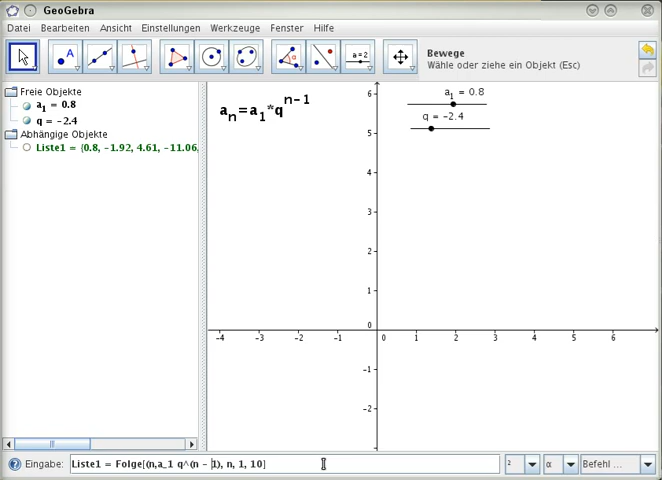 GeoGebra
Datei Bearbeiten Ansicht Einstellungen Werkzeuge Fenster Hilfe
A
α
a=2
Bewege
Wähle oder ziehe ein Objekt (Esc)
Freie Objekte
a₁ = 0.8
q = -2.4
Abhängige Objekte
Liste1 = {0.8, -1.92, 4.61, -11.06,
aₙ=a₁*qⁿ⁻¹
a₁ = 0.8
q = -2.4
6
5
4
3
2
1
0
-4 -3 -2 -1 0 1 2 3 4 5 6
-1
-2
-3
Eingabe: Liste1 = Folge[(n,a_1 q^(n - 1), n, 1, 10] ² α Befehl ...